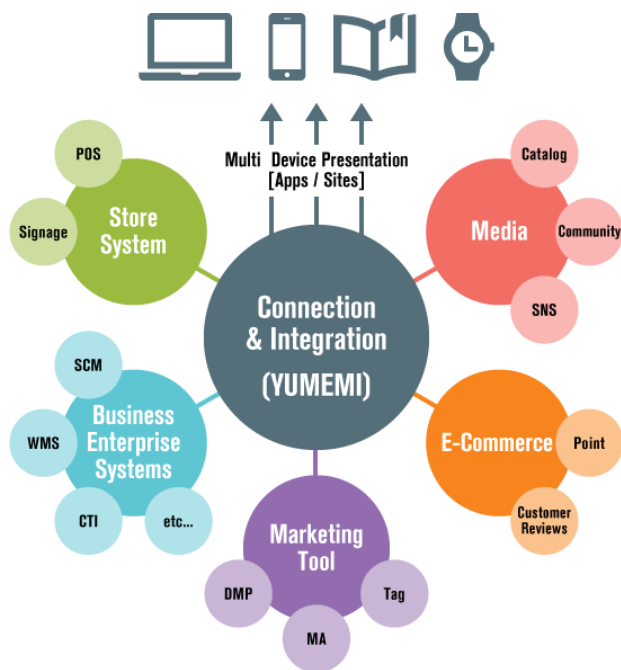 Multi Device Presentation
[Apps / Sites]
POS
Signage
Store
System
Catalog
Community
SNS
Media
Connection
& Integration
(YUMEMI)
SCM
WMS
CTI
etc...
Business
Enterprise
Systems
E-Commerce
Point
Customer
Reviews
Marketing
Tool
DMP
MA
Tag